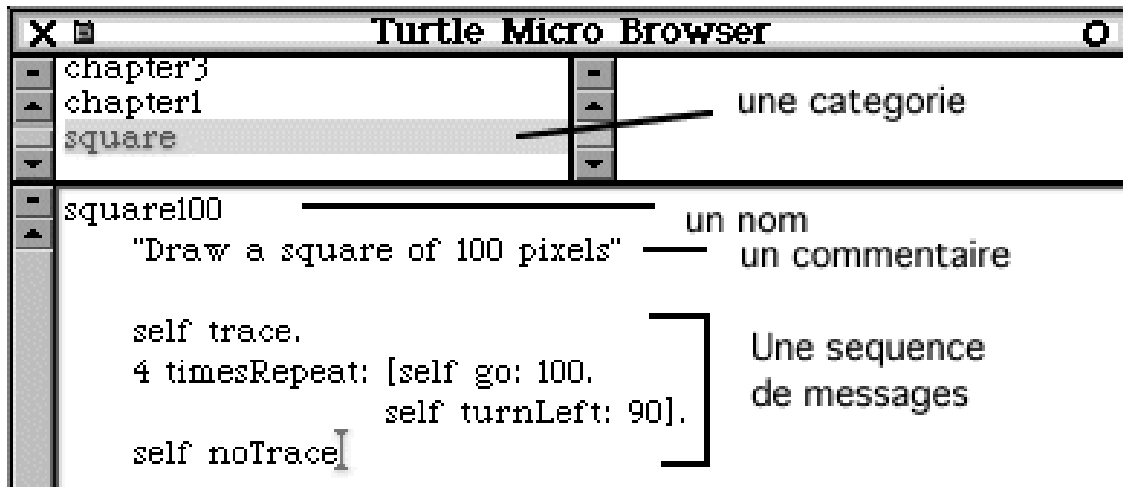 Turtle Micro Browser
chapter3
chapter1
square
une categorie
square100
un nom
"Draw a square of 100 pixels"
un commentaire
self trace.
4 timesRepeat: [self go: 100.
self turnLeft: 90].
self noTrace
Une sequence
de messages